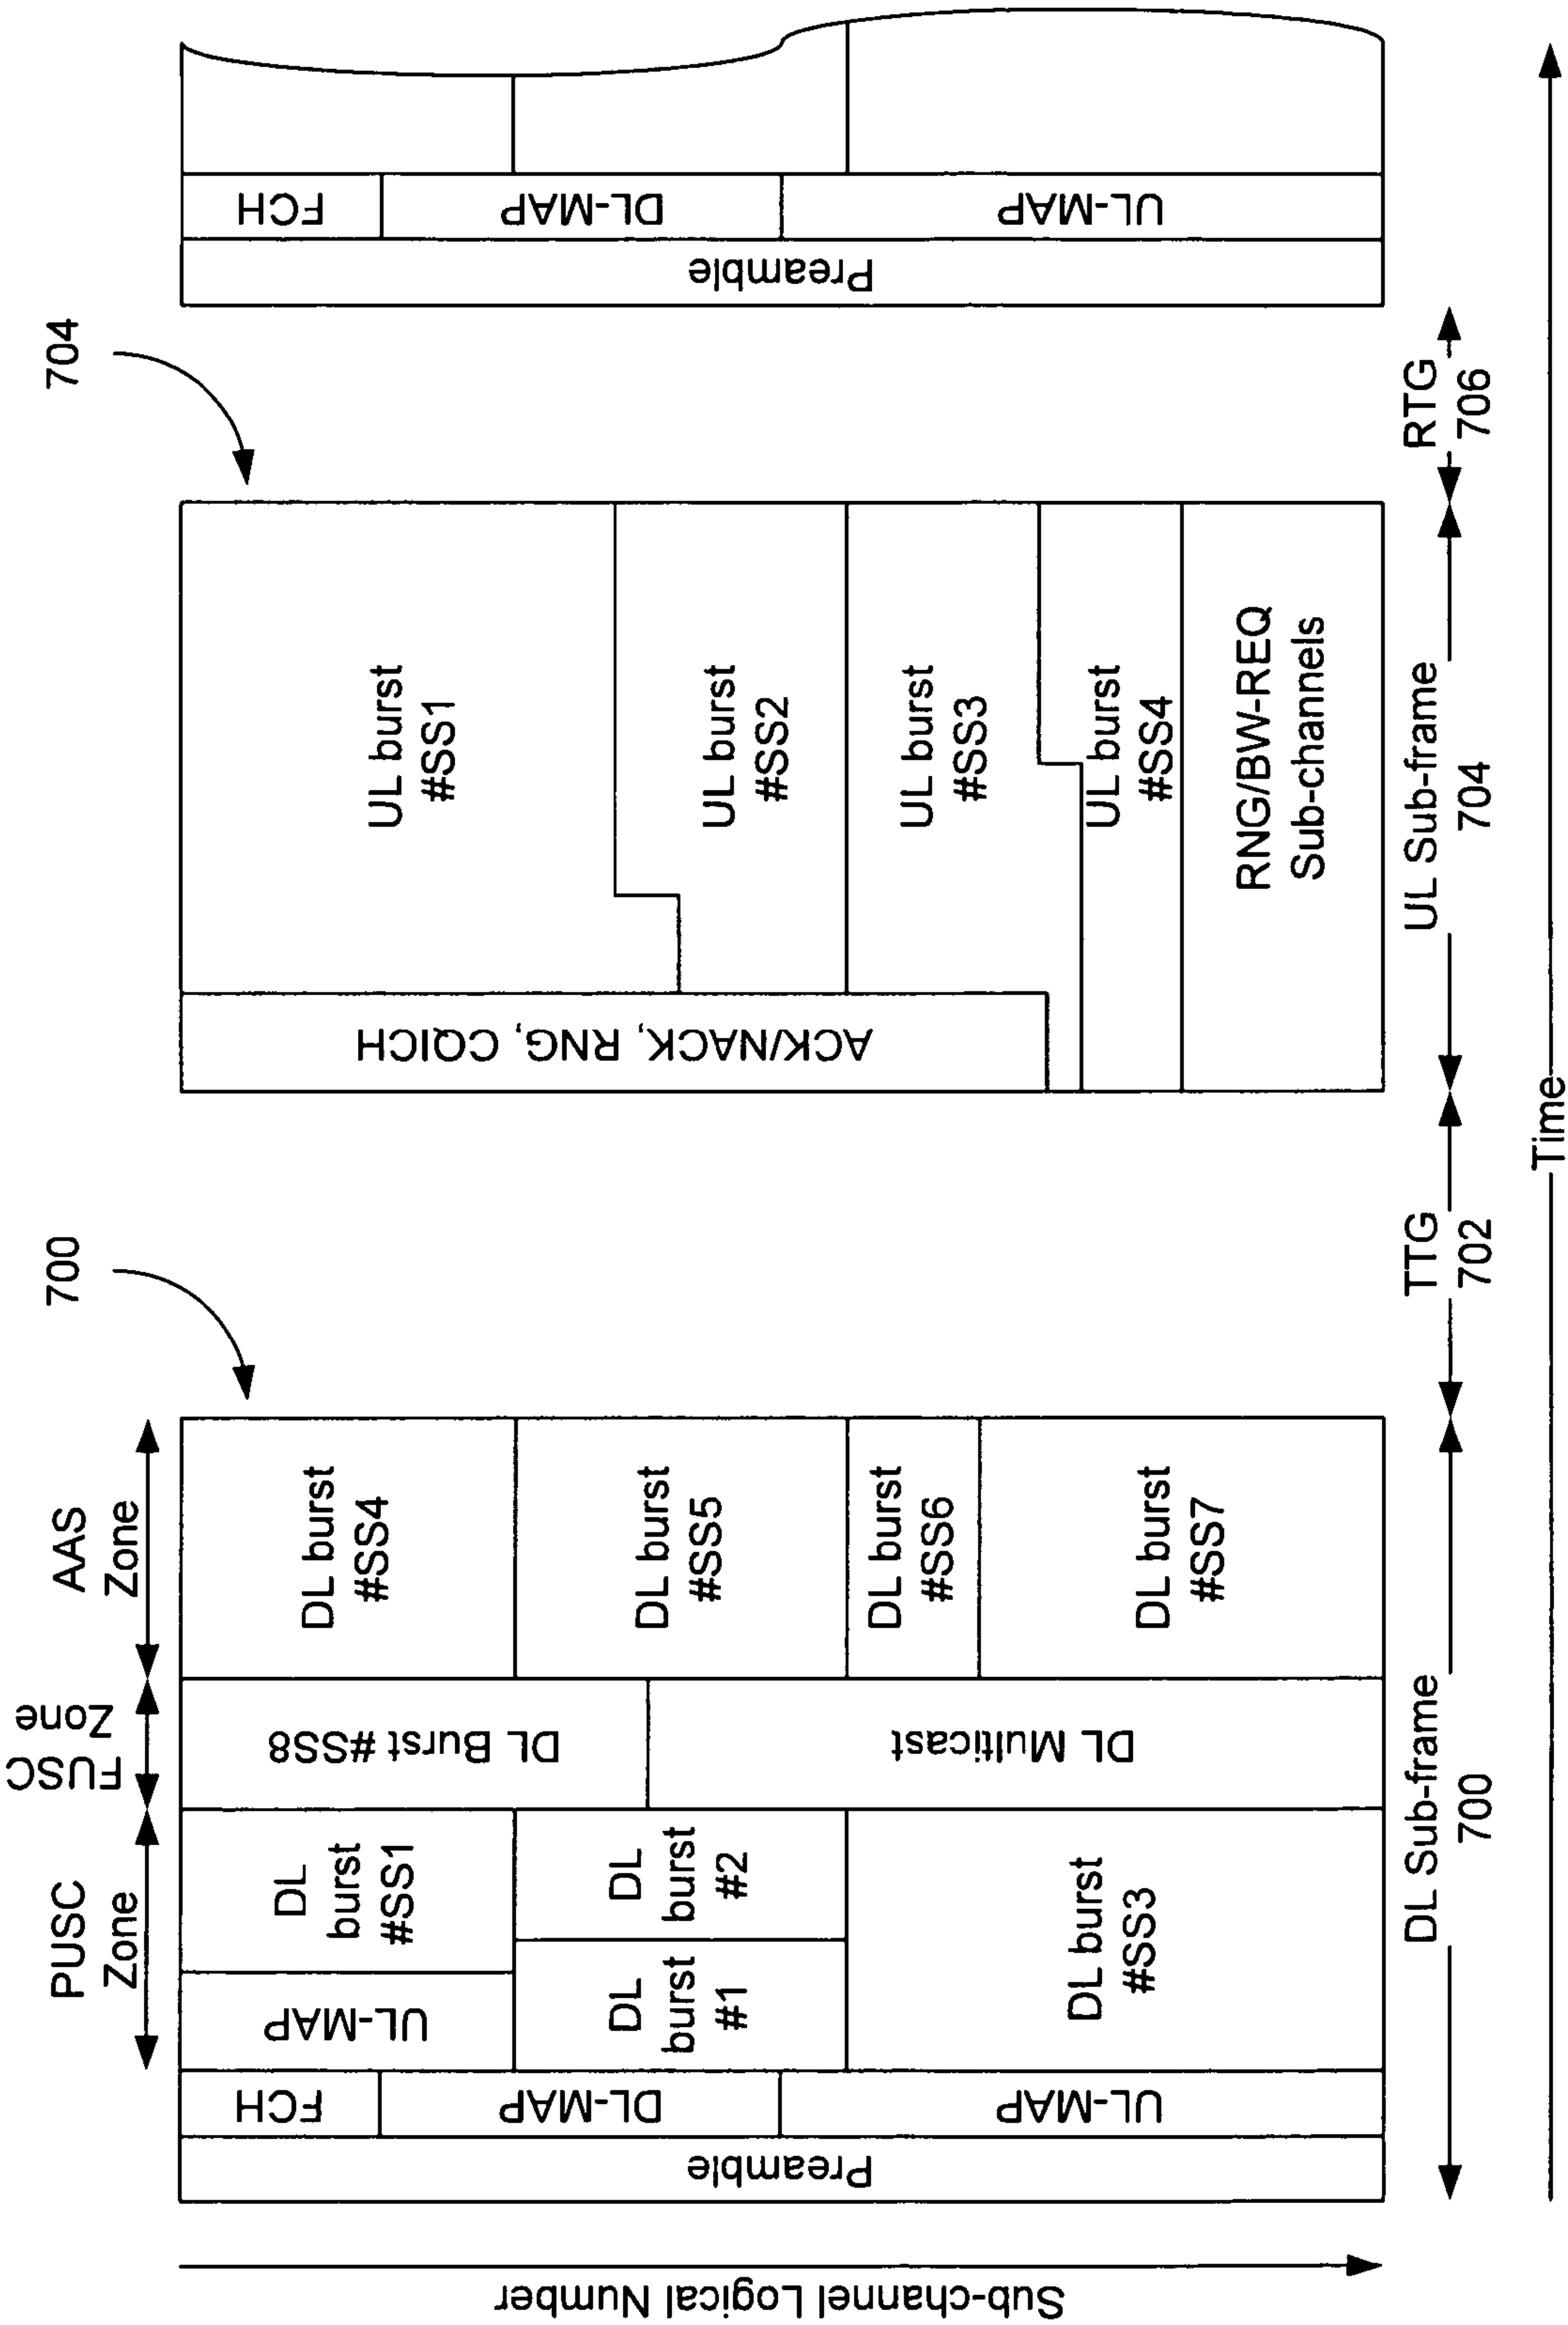 700
704
PUSC
Zone
FUSC
Zone
AAS
Zone
Sub-channel Logical Number
Preamble
FCH
DL-MAP
UL-MAP
UL-MAP
DL
burst
#SS1
DL
burst
#1
DL
burst
#2
DL burst
#SS3
DL Burst #SS8
DL Multicast
DL burst
#SS4
DL burst
#SS5
DL burst
#SS6
DL burst
#SS7
ACK/NACK, RNG, CQICH
UL burst
#SS1
UL burst
#SS2
UL burst
#SS3
UL burst
#SS4
RNG/BW-REQ
Sub-channels
Preamble
FCH
DL-MAP
UL-MAP
DL Sub-frame
700
TTG
702
UL Sub-frame
704
RTG
706
Time